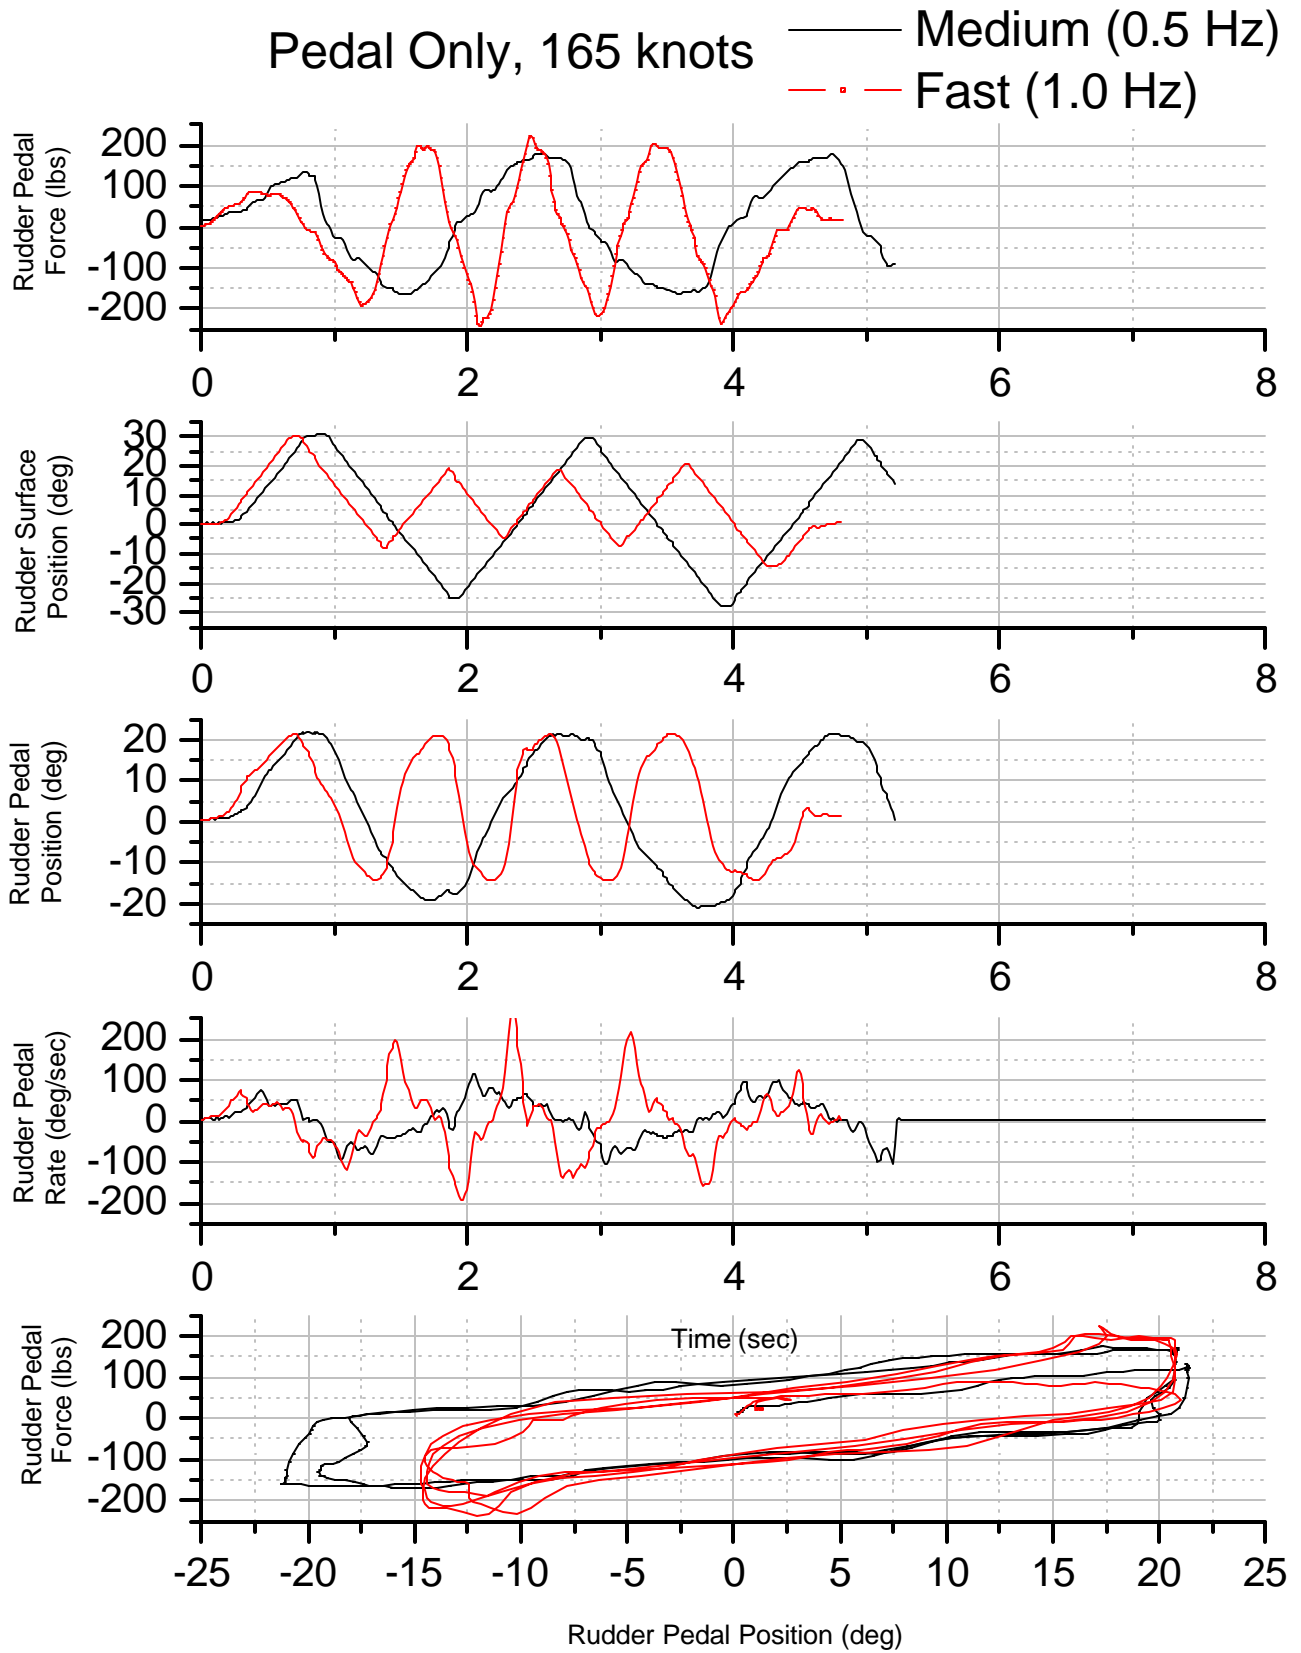 Pedal Only, 165 knots
Medium (0.5 Hz)
Fast (1.0 Hz)
Rudder Pedal
Force (lbs)
200
100
0
-100
-200
0 2 4 6 8
Rudder Surface
Position (deg)
30
20
10
0
-10
-20
-30
0 2 4 6 8
Rudder Pedal
Position (deg)
20
10
0
-10
-20
0 2 4 6 8
Rudder Pedal
Rate (deg/sec)
200
100
0
-100
-200
0 2 4 6 8
Time (sec)
Rudder Pedal
Force (lbs)
200
100
0
-100
-200
-25 -20 -15 -10 -5 0 5 10 15 20 25
Rudder Pedal Position (deg)